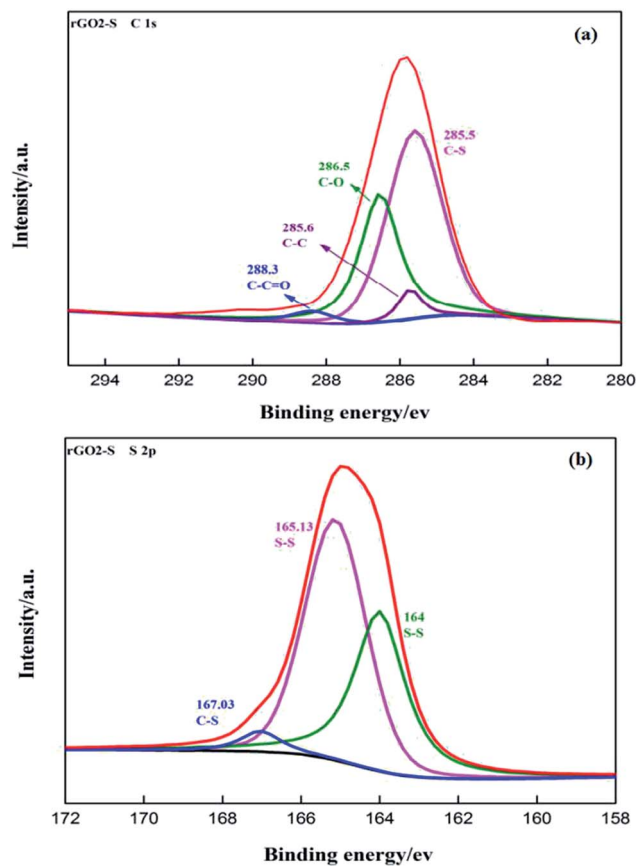 rGO2-S C 1s
(a)
285.5
C-S
286.5
C-O
285.6
C-C
288.3
C-C=O
Intensity/a.u.
294 292 290 288 286 284 282 280
Binding energy/ev
rGO2-S S 2p
(b)
165.13
S-S
164
S-S
167.03
C-S
Intensity/a.u.
172 170 168 166 164 162 160 158
Binding energy/ev